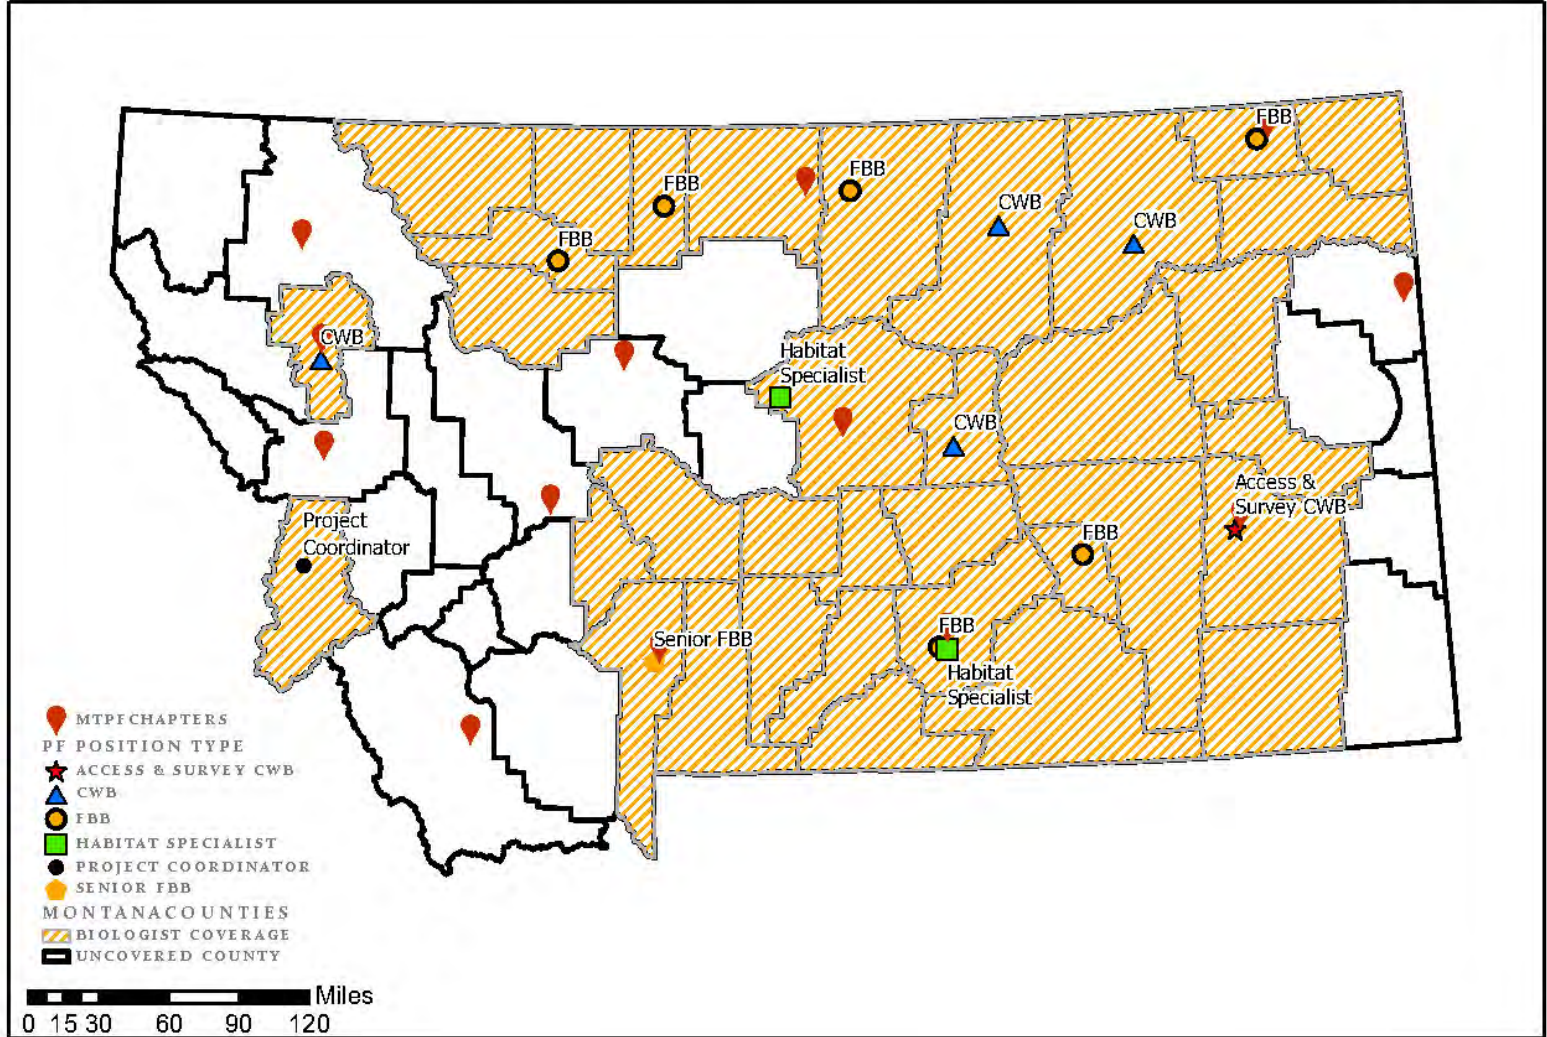 FBB
FBB
FBB
CWB
CWB
FBB
CWB
Habitat
Specialist
CWB
Access &
Survey CWB
Project
Coordinator
FBB
FBB
Senior FBB
Habitat
Specialist
MTPFCHAPTERS
PF POSITION TYPE
ACCESS & SURVEY CWB
CWB
FBB
HABITAT SPECIALIST
PROJECT COORDINATOR
SENIOR FBB
MONTANACOUNTIES
BIOLOGIST COVERAGE
UNCOVERED COUNTY
Miles
0 15 30 60 90 120